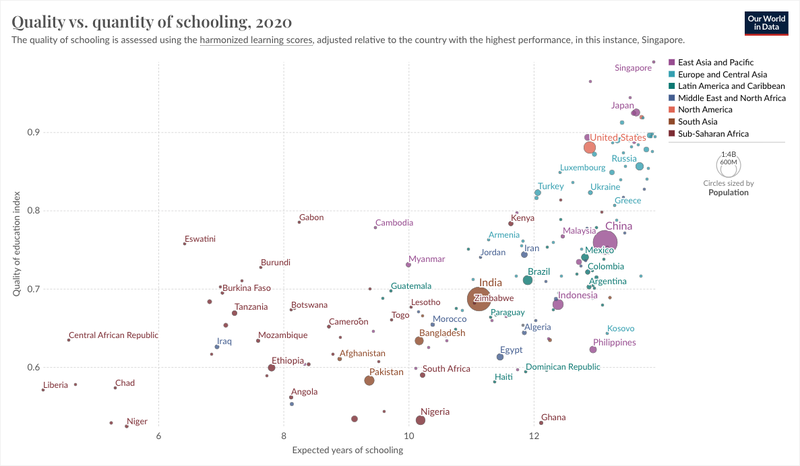 Quality vs. quantity of schooling, 2020
Our World
in Data
The quality of schooling is assessed using the harmonized learning scores, adjusted relative to the country with the highest performance, in this instance, Singapore.
Singapore
East Asia and Pacific
Europe and Central Asia
Latin America and Caribbean
Middle East and North Africa
North America
South Asia
Sub-Saharan Africa
1:4B
600M
Circles sized by
Population
Japan
0.9
United States
Russia
Luxembourg
Turkey
Ukraine
Greece
0.8
Gabon
Cambodia
Kenya
China
Malaysia
Eswatini
Armenia
Iran
Jordan
Mexico
Burundi
Myanmar
Colombia
Brazil
India
Argentina
0.7
Burkina Faso
Guatemala
Zimbabwe
Indonesia
Tanzania
Botswana
Lesotho
Paraguay
Togo
Cameroon
Morocco
Algeria
Kosovo
Central African Republic
Mozambique
Bangladesh
Iraq
Philippines
Afghanistan
Egypt
Ethiopia
0.6
Pakistan
South Africa
Dominican Republic
Haiti
Liberia
Chad
Angola
Nigeria
Niger
Ghana
Quality of education index
6
8
10
12
Expected years of schooling